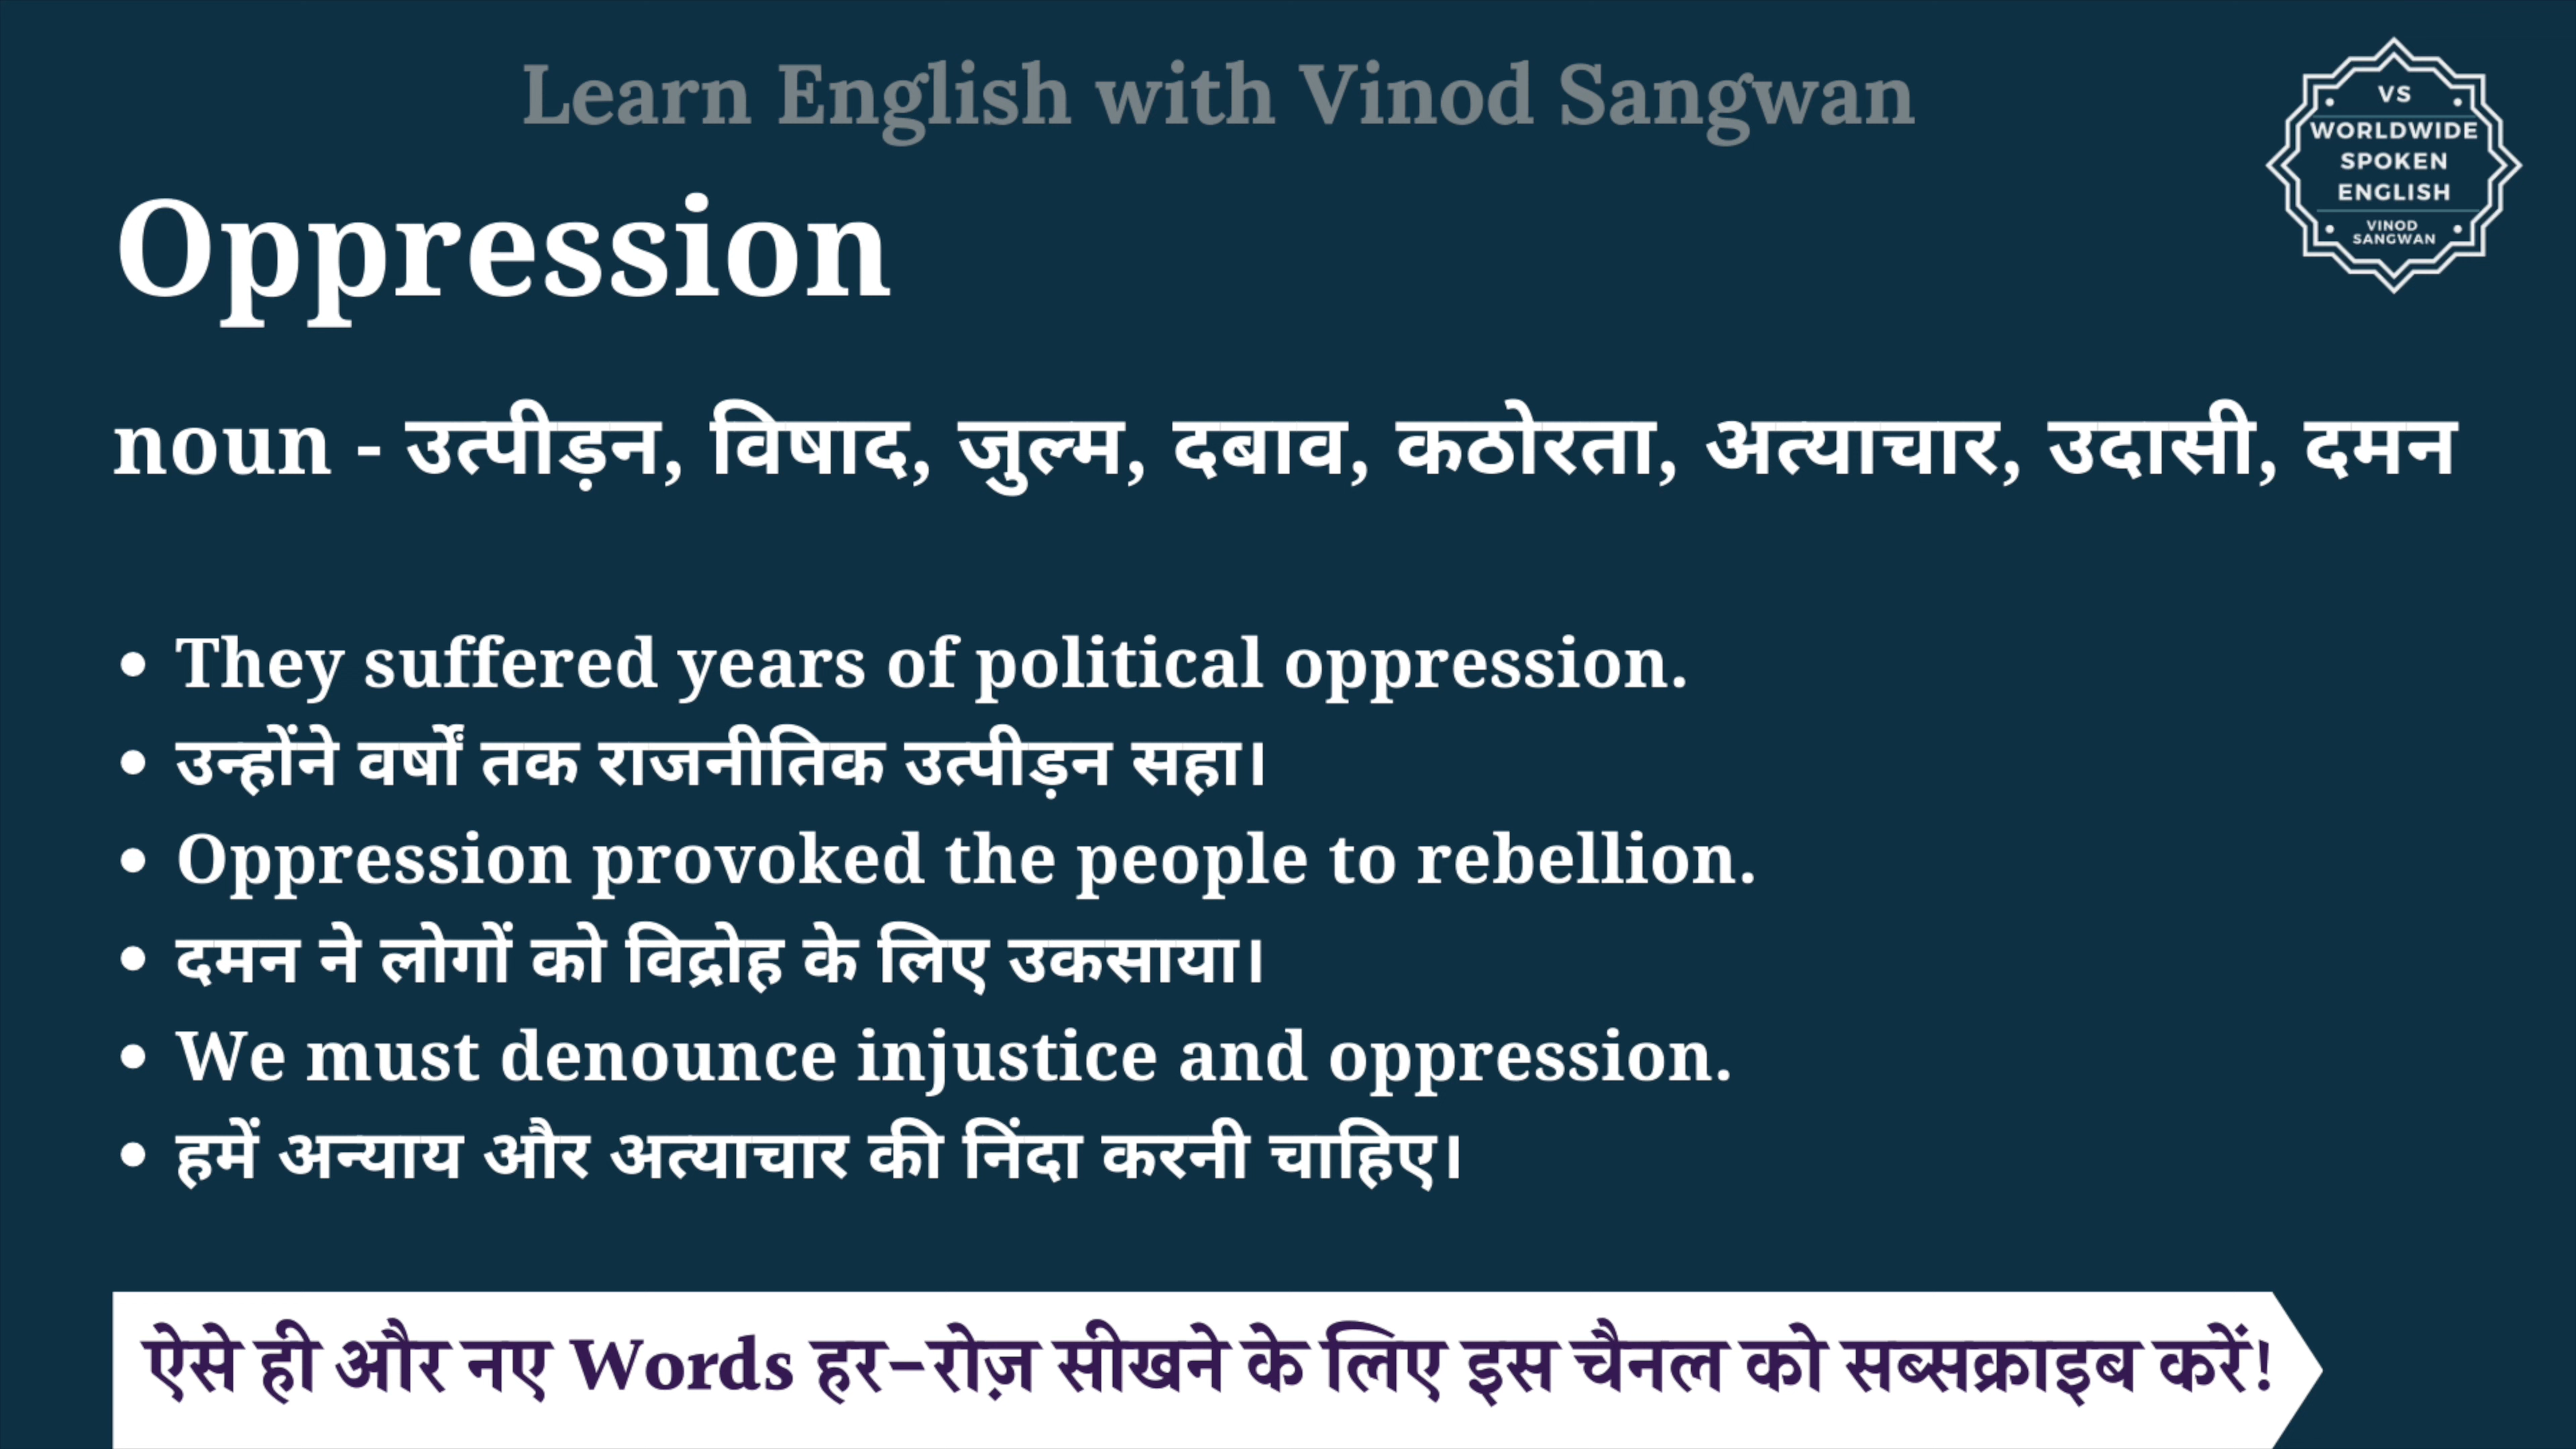 Learn English with Vinod Sangwan
VS
WORLDWIDE
SPOKEN
ENGLISH
VINOD
SANGWAN
Oppression
noun - उत्पीड़न, विषाद, जुल्म, दबाव, कठोरता, अत्याचार, उदासी, दमन
• They suffered years of political oppression.
• उन्होंने वर्षों तक राजनीतिक उत्पीड़न सहा।
• Oppression provoked the people to rebellion.
• दमन ने लोगों को विद्रोह के लिए उकसाया।
• We must denounce injustice and oppression.
• हमें अन्याय और अत्याचार की निंदा करनी चाहिए।
ऐसे ही और नए Words हर-रोज़ सीखने के लिए इस चैनल को सब्सक्राइब करें!